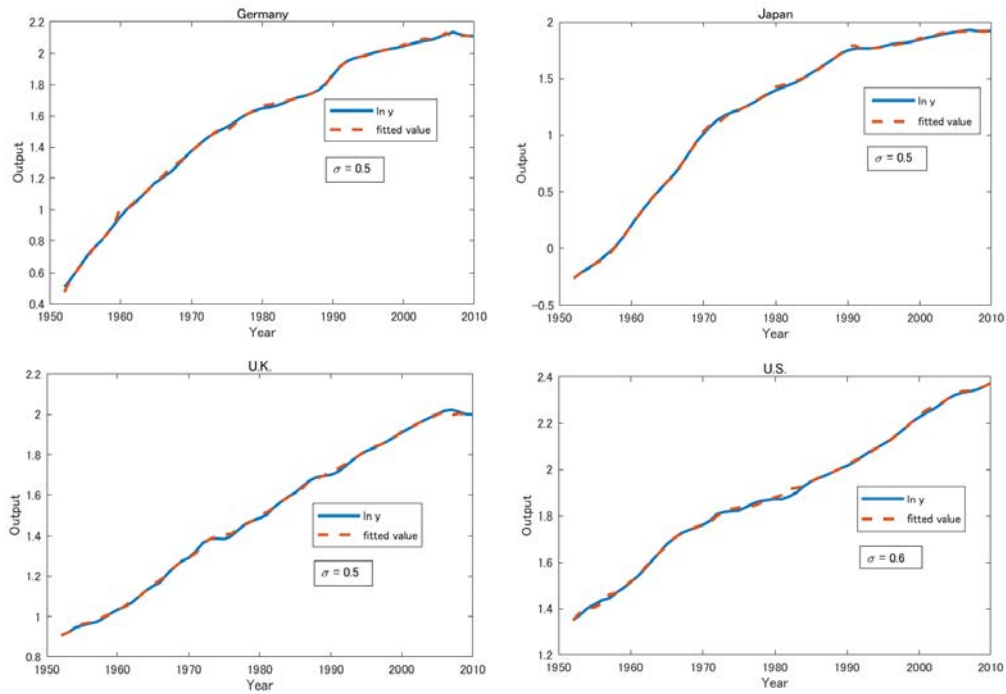 Germany
2.2
2
1.8
1.6
1.4
1.2
1
0.8
0.6
0.4
Output
ln y
fitted value
σ = 0.5
1950 1960 1970 1980 1990 2000 2010
Year
Japan
2
1.5
1
0.5
0
-0.5
Output
ln y
fitted value
σ = 0.5
1950 1960 1970 1980 1990 2000 2010
Year
U.K.
2.2
2
1.8
1.6
1.4
1.2
1
0.8
Output
ln y
fitted value
σ = 0.5
1950 1960 1970 1980 1990 2000 2010
Year
U.S.
2.4
2.2
2
1.8
1.6
1.4
1.2
Output
ln y
fitted value
σ = 0.6
1950 1960 1970 1980 1990 2000 2010
Year